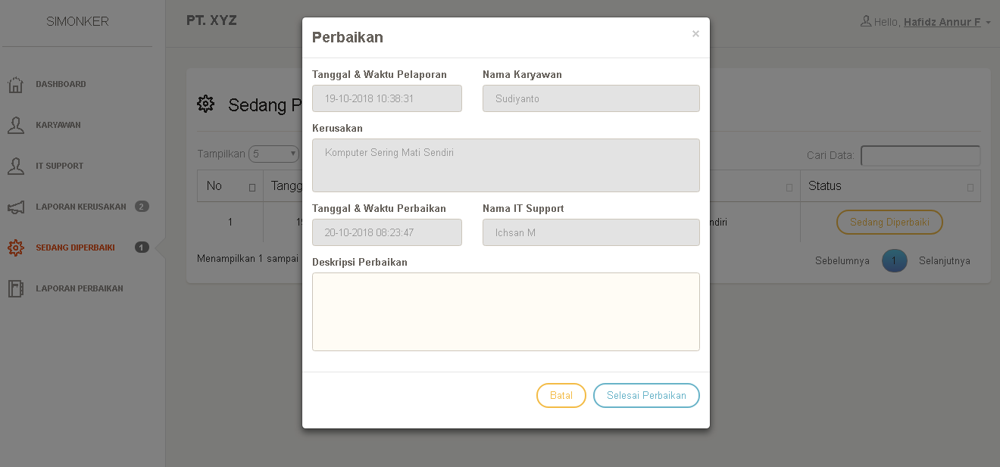 SIMONKER
DASHBOARD
KARYAWAN
IT SUPPORT
LAPORAN KERUSAKAN 2
SEDANG DIPERBAIKI 1
LAPORAN PERBAIKAN
PT. XYZ
Hello, Hafidz Annur F
Sedang P
Tampilkan 5
Cari Data:
No Tangg Status
1 ndiri Sedang Diperbaiki
Menampilkan 1 sampai
Sebelumnya 1 Selanjutnya
Perbaikan ×
Tanggal & Waktu Pelaporan Nama Karyawan
19-10-2018 10:38:31 Sudiyanto
Kerusakan
Komputer Sering Mati Sendiri
Tanggal & Waktu Perbaikan Nama IT Support
20-10-2018 08:23:47 Ichsan M
Deskripsi Perbaikan
Batal Selesai Perbaikan